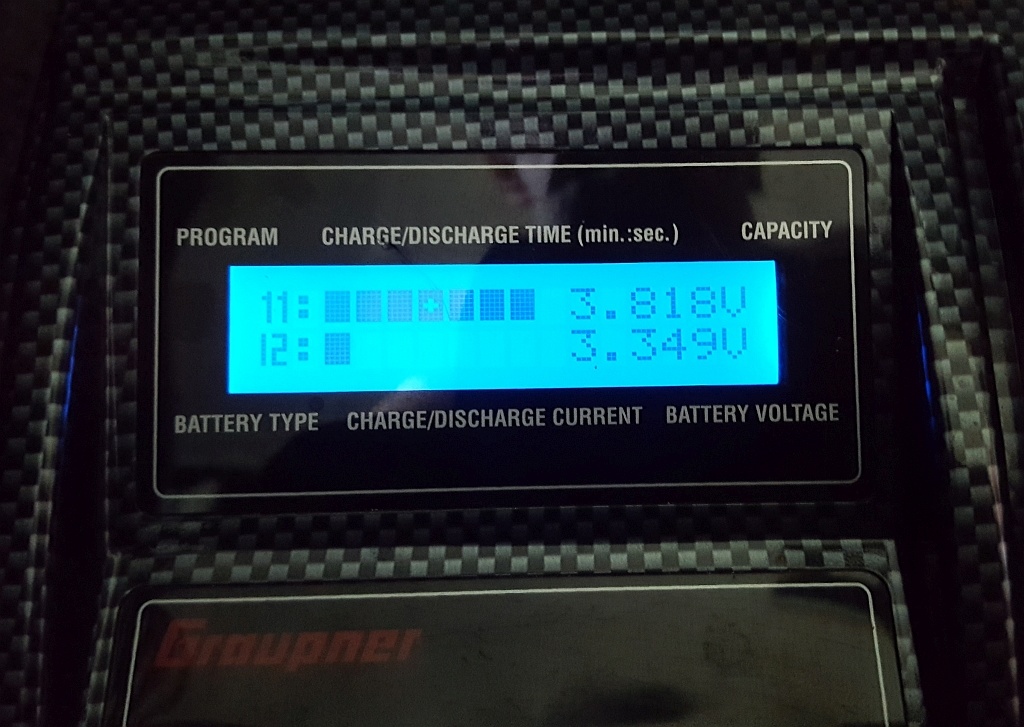 PROGRAM CHARGE/DISCHARGE TIME (min.:sec.) CAPACITY
11: 3.818V
12: 3.349V
BATTERY TYPE CHARGE/DISCHARGE CURRENT BATTERY VOLTAGE
Graupner